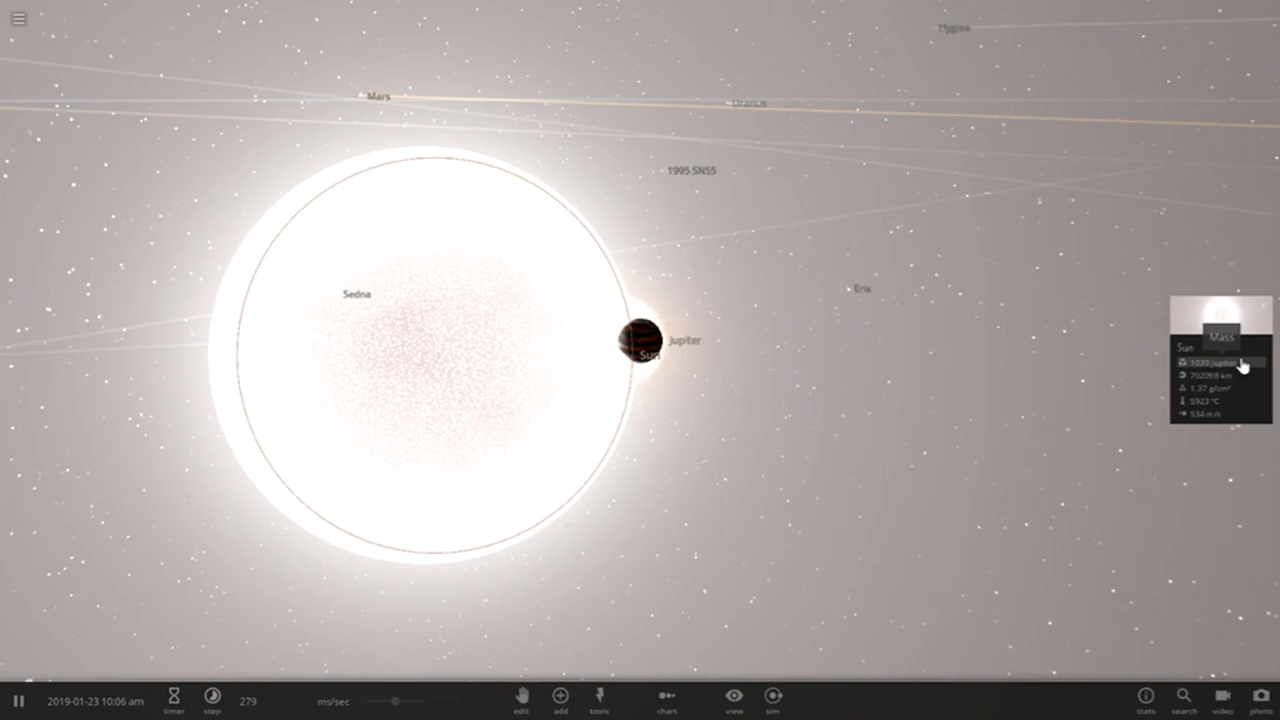 Hygiea
Mars
Uranus
1995 SN55
Sedna
Eris
Jupiter
Sun
Mass
Sun
702098 km
1.37 g/cm³
5923 °C
534 m/s
2019-01-23 10:06 am
timer
step
279
ms/sec
edit
add
tools
chart
view
sim
stats
search
video
photo